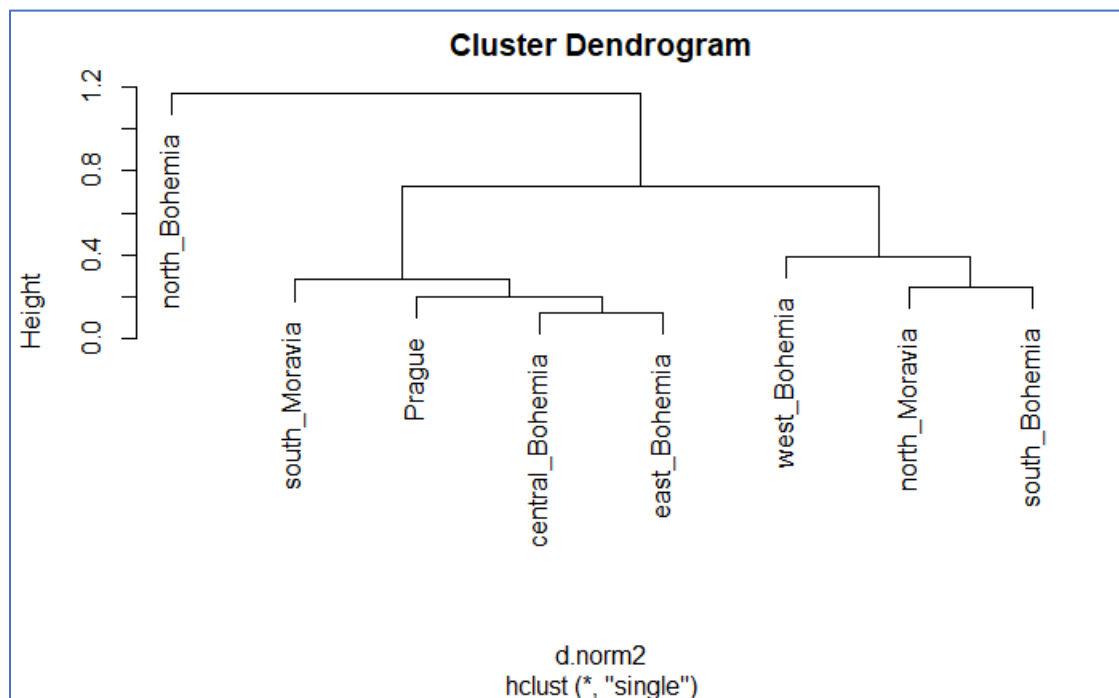 Cluster Dendrogram
Height
0.0
0.4
0.8
1.2
north_Bohemia
south_Moravia
Prague
central_Bohemia
east_Bohemia
west_Bohemia
north_Moravia
south_Bohemia
d.norm2
hclust (*, "single")